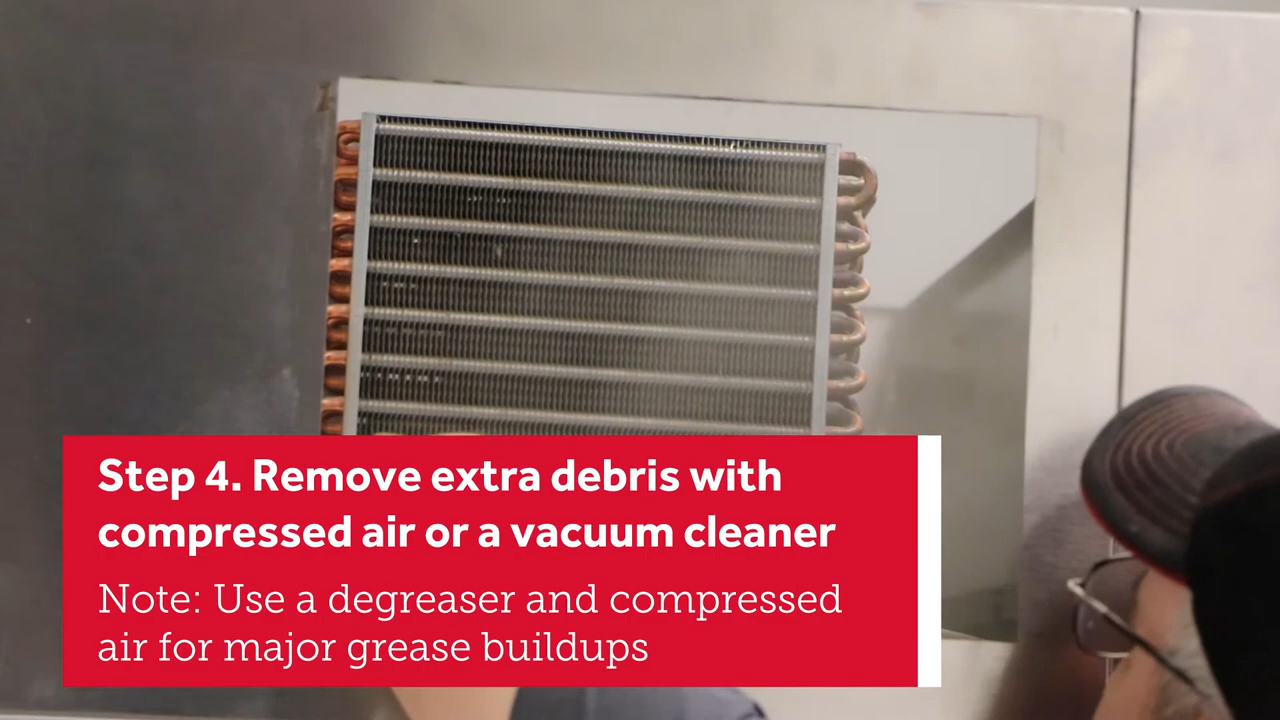 Step 4. Remove extra debris with
compressed air or a vacuum cleaner
Note: Use a degreaser and compressed
air for major grease buildups